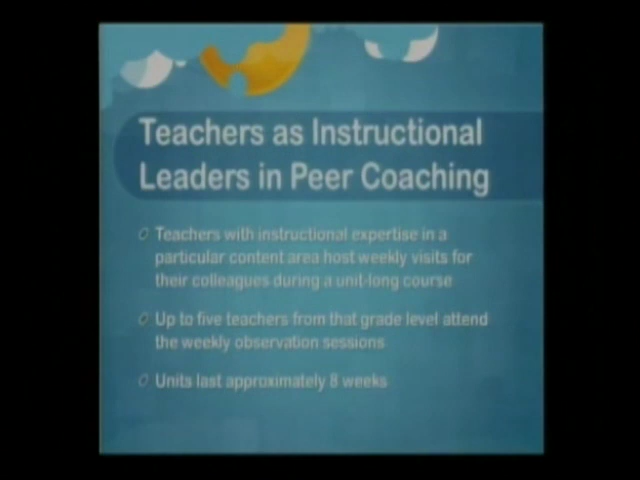 Teachers as Instructional
Leaders in Peer Coaching
Teachers with instructional expertise in a
particular content area host weekly visits for
their colleagues during a unit-long course
Up to five teachers from that grade level attend
the weekly observation sessions
Units last approximately 8 weeks